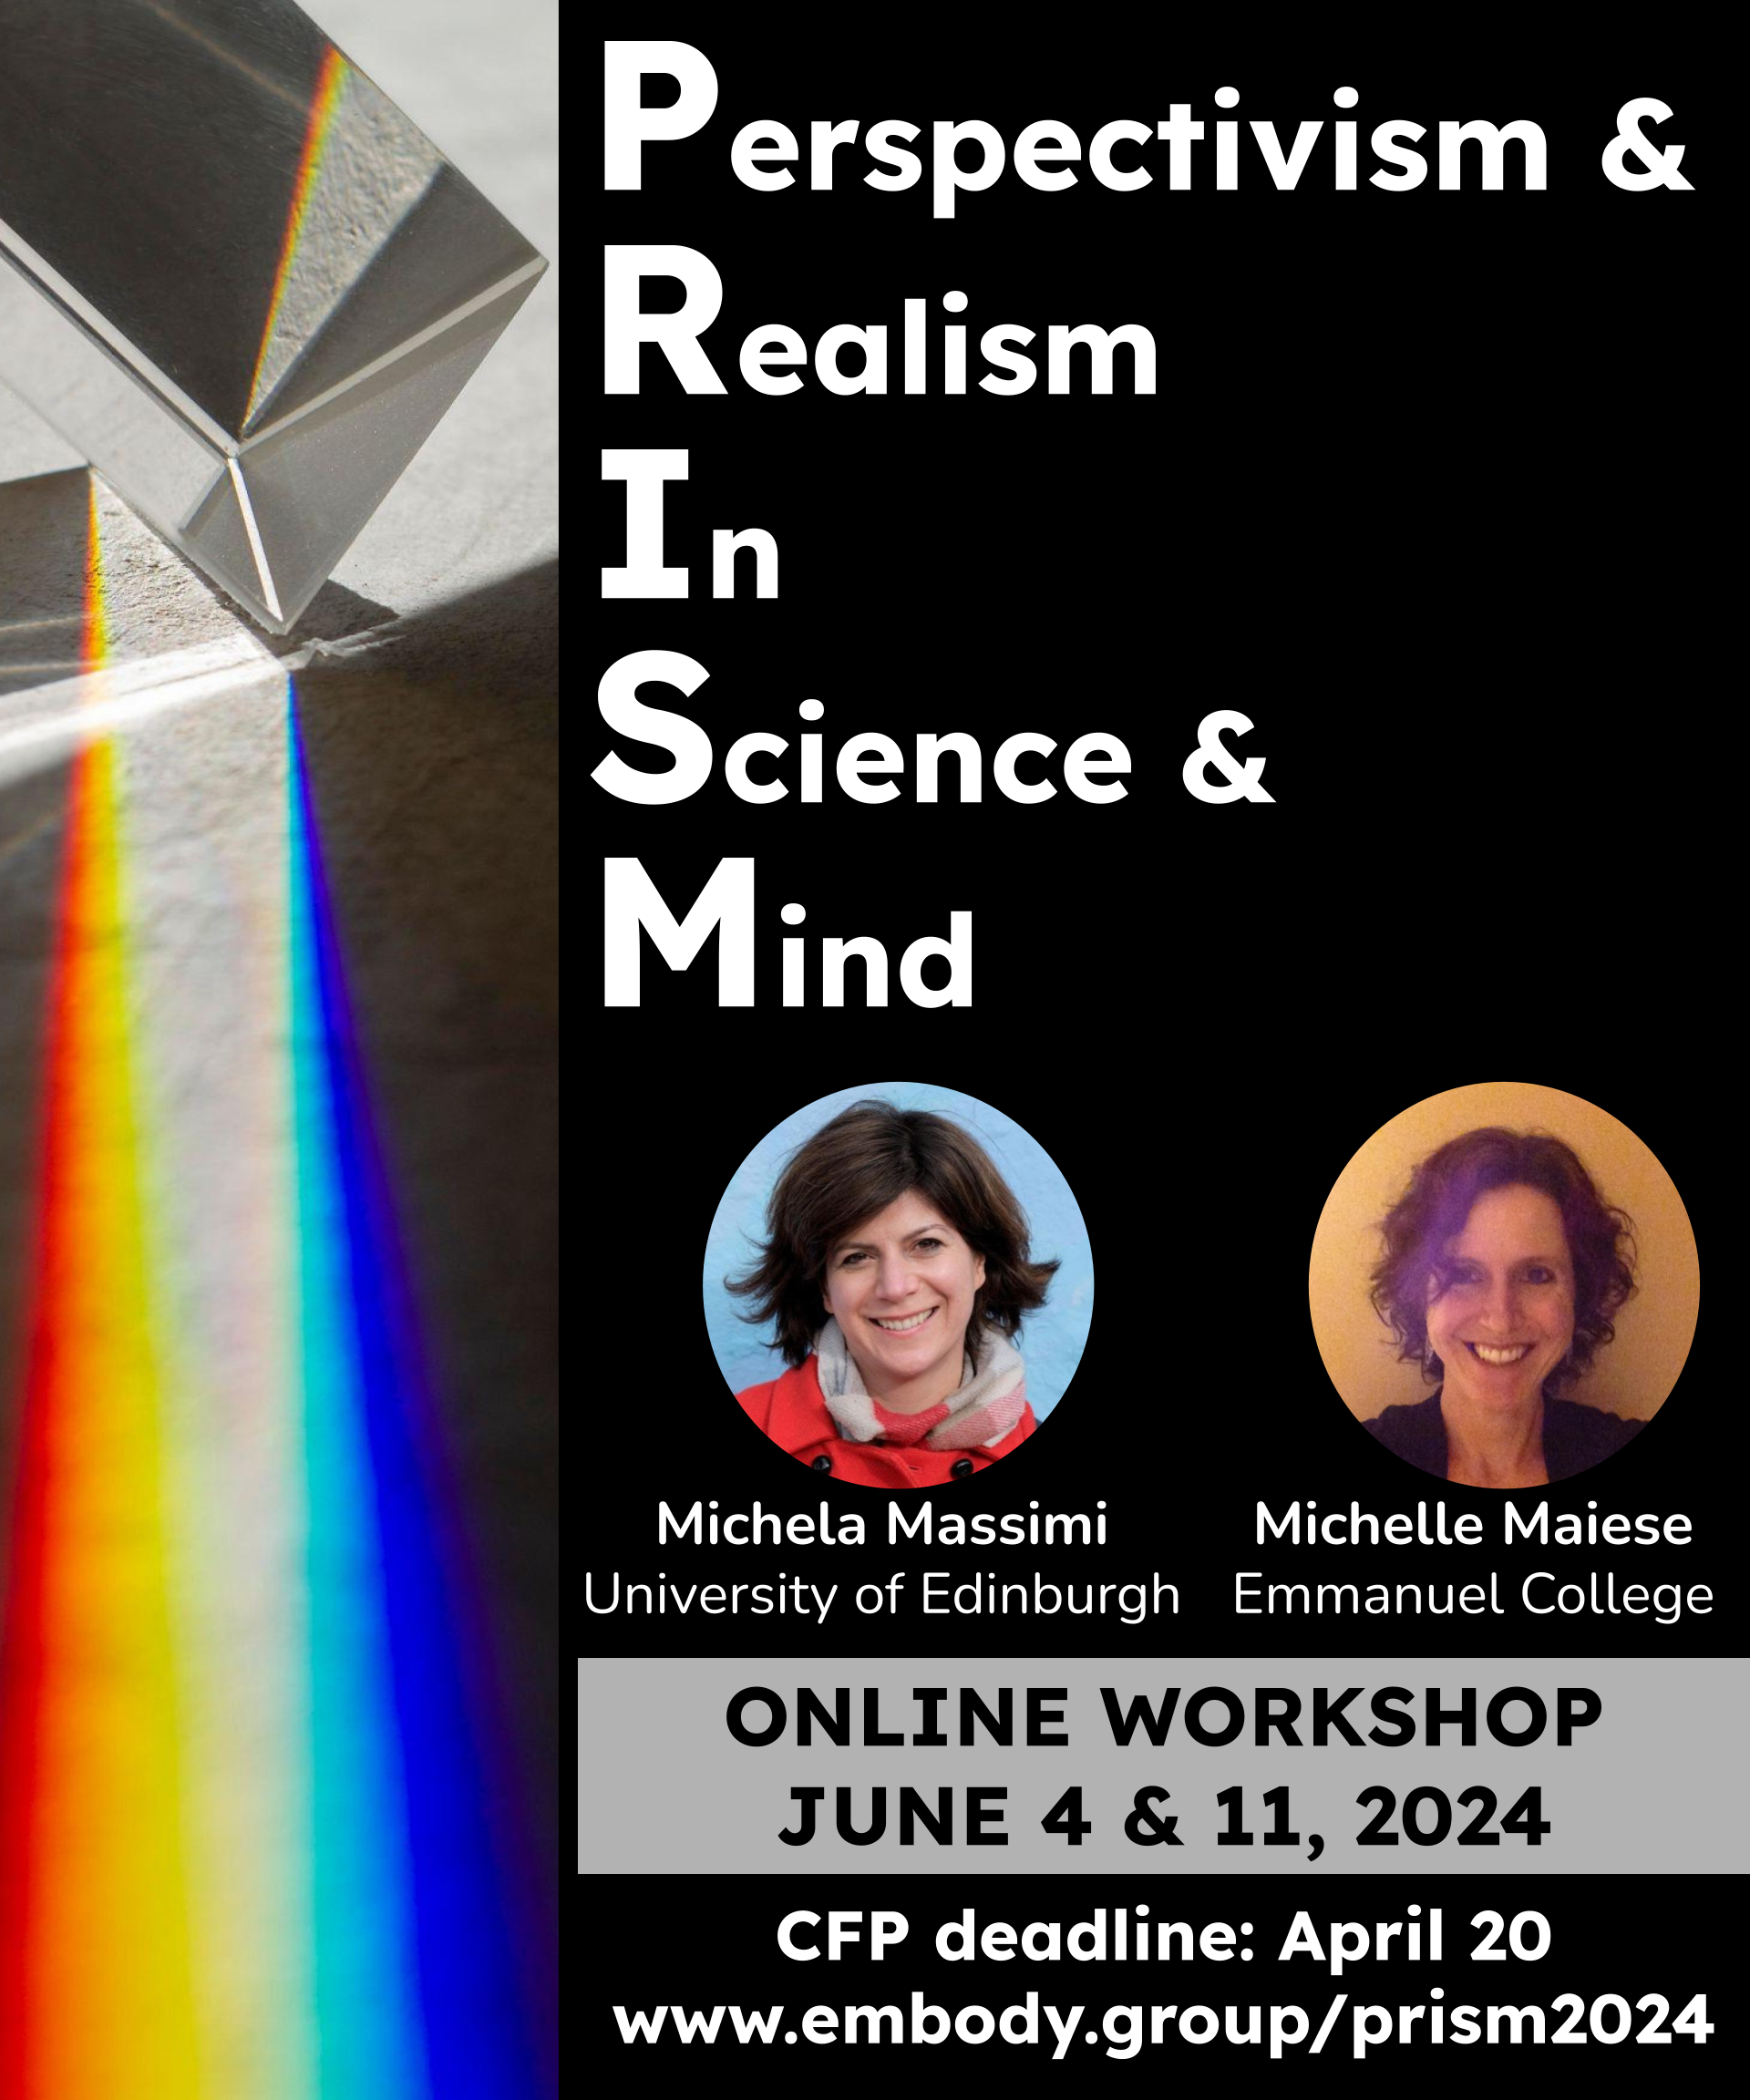 Perspectivism &
Realism
In
Science &
Mind
Michela Massimi
University of Edinburgh
Michelle Maiese
Emmanuel College
ONLINE WORKSHOP
JUNE 4 & 11, 2024
CFP deadline: April 20
www.embody.group/prism2024